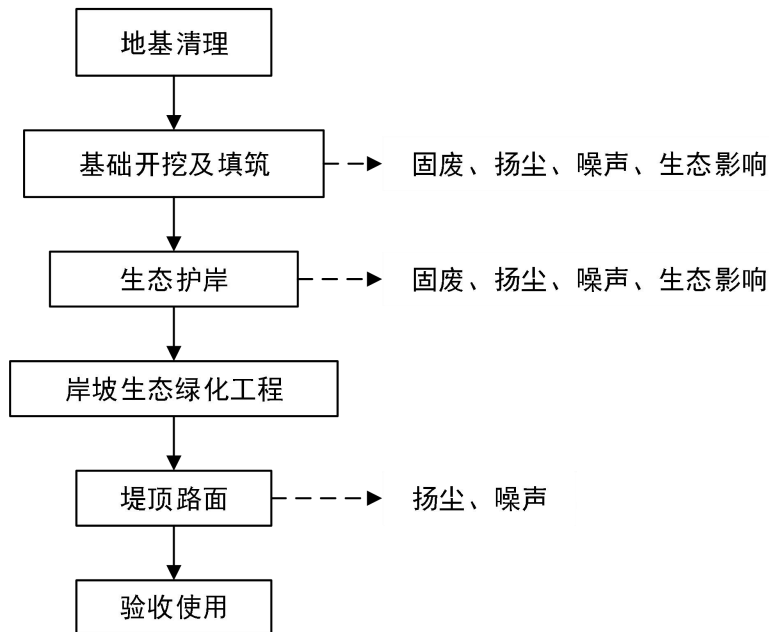 地基清理
基础开挖及填筑
固废、扬尘、噪声、生态影响
生态护岸
固废、扬尘、噪声、生态影响
岸坡生态绿化工程
堤顶路面
扬尘、噪声
验收使用